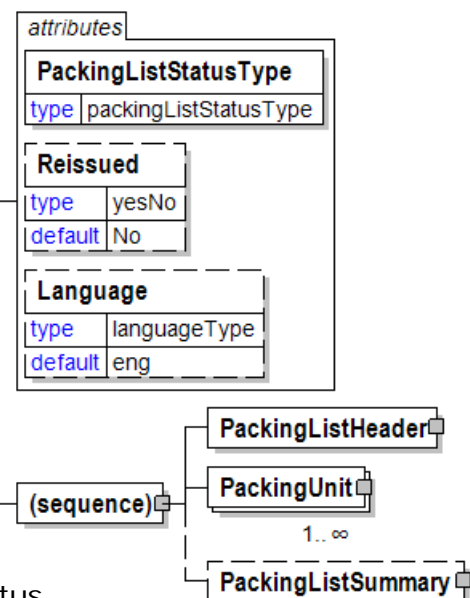 attributes
PackingListStatusType
type packingListStatusType
Reissued
type yesNo
default No
Language
type languageType
default eng
PackingListHeader
(sequence)
PackingUnit
1.. ∞
PackingListSummary